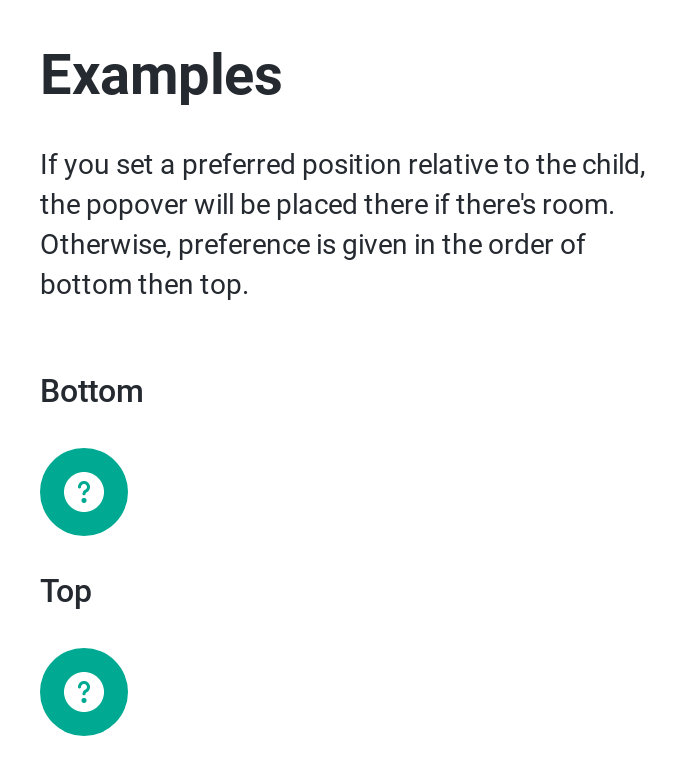 Examples
If you set a preferred position relative to the child,
the popover will be placed there if there's room.
Otherwise, preference is given in the order of
bottom then top.
Bottom
?
Top
?